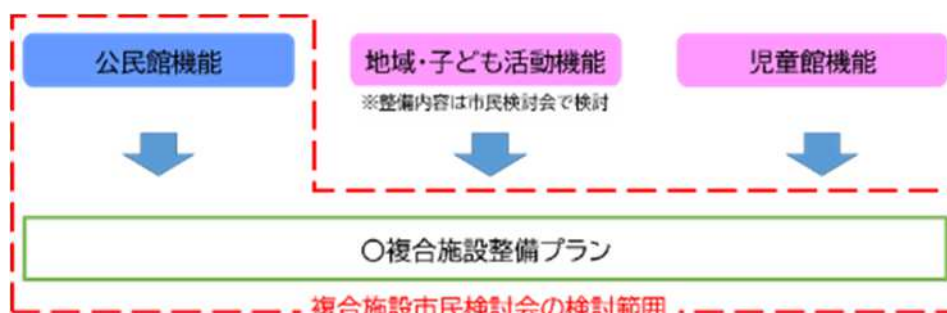 公民館機能
地域・子ども活動機能
児童館機能
※整備内容は市民検討会で検討
〇複合施設整備プラン
複合施設市民検討会の検討範囲